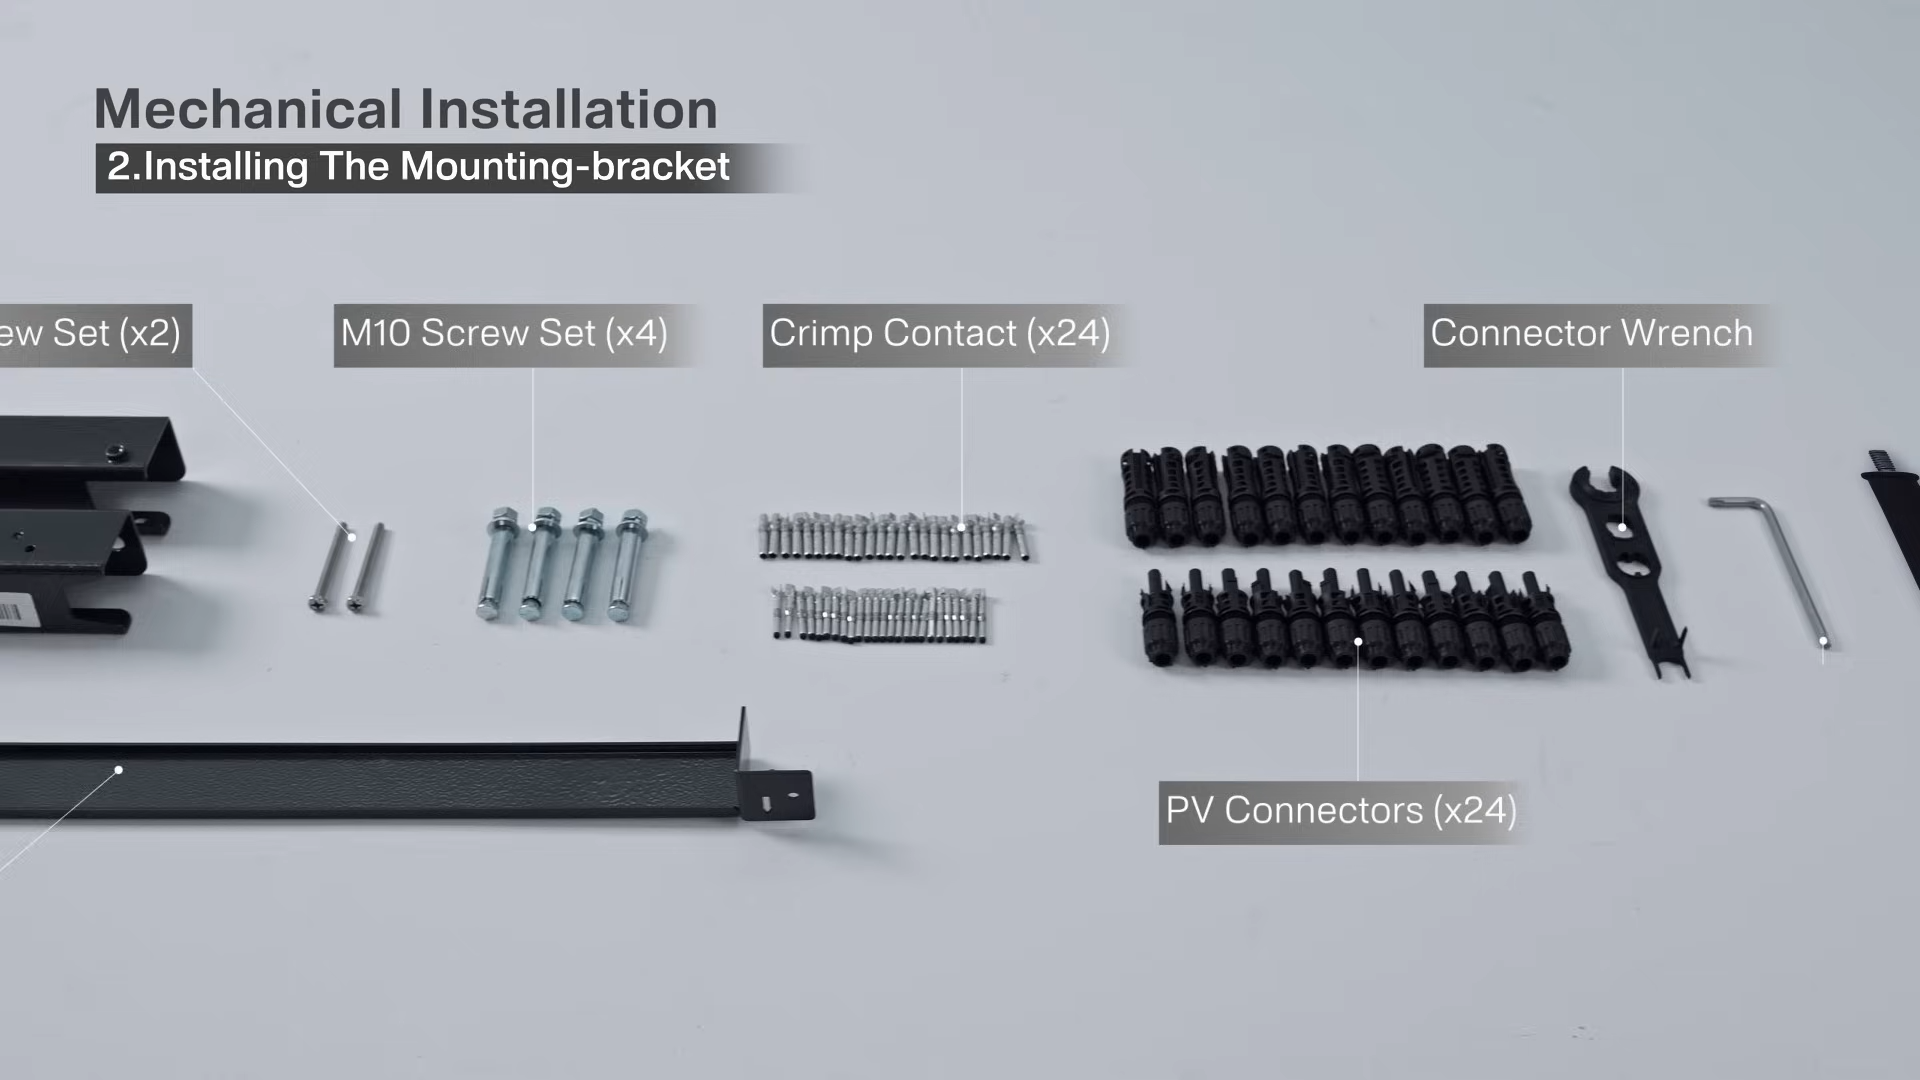 Mechanical Installation
2.Installing The Mounting-bracket
ew Set (x2)
M10 Screw Set (x4)
Crimp Contact (x24)
Connector Wrench
PV Connectors (x24)